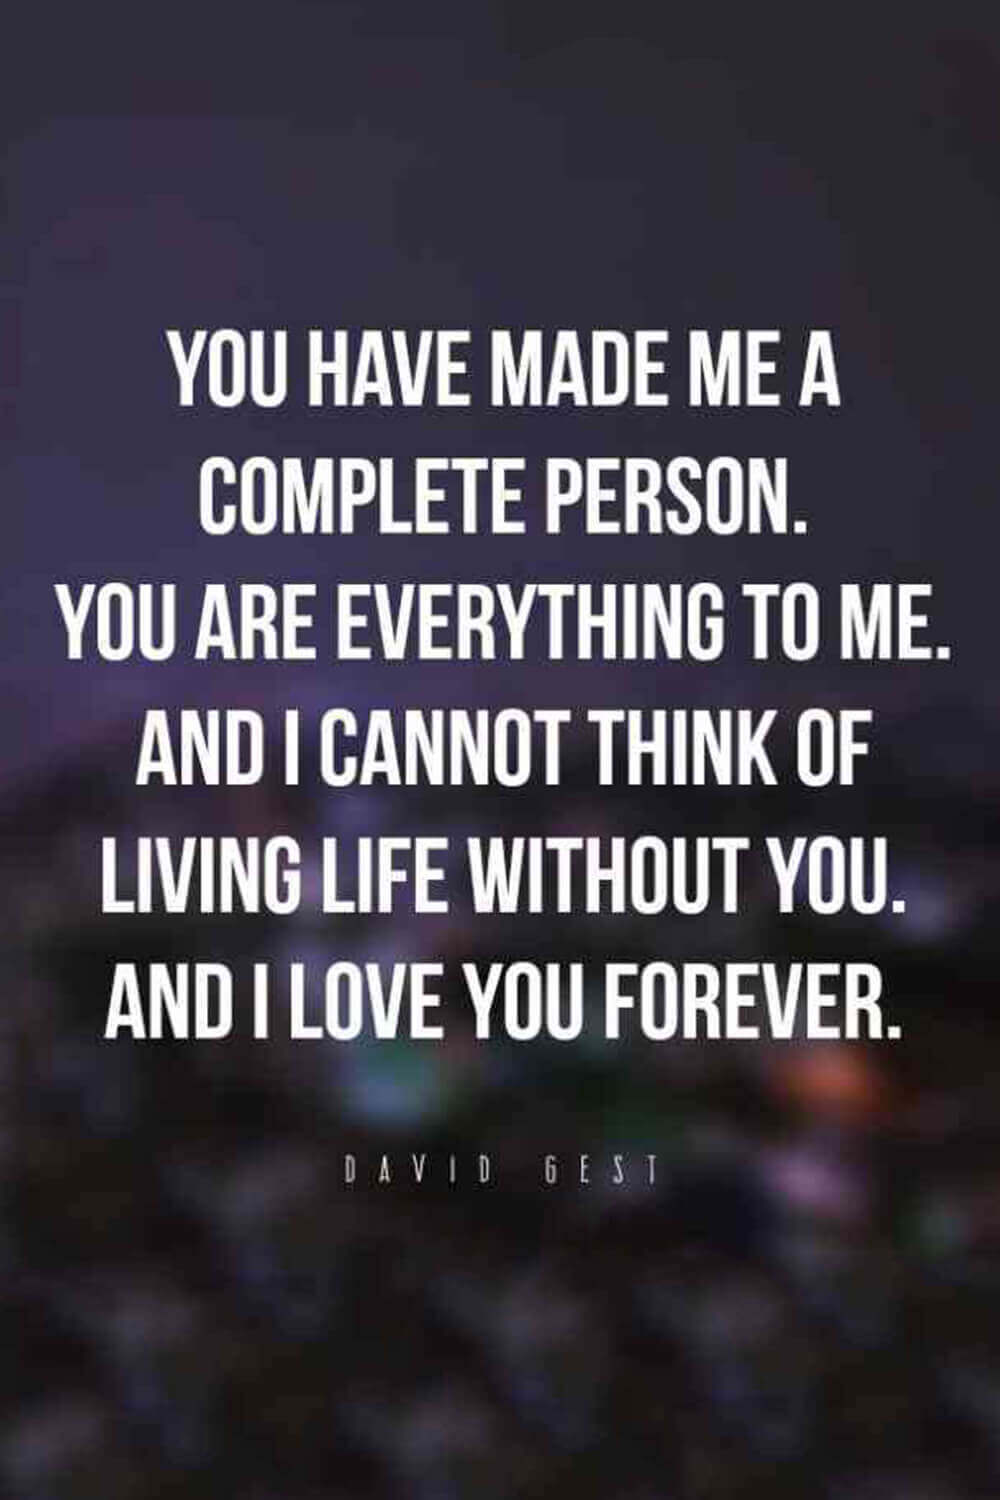 YOU HAVE MADE ME A
COMPLETE PERSON.
YOU ARE EVERYTHING TO ME.
AND I CANNOT THINK OF
LIVING LIFE WITHOUT YOU.
AND I LOVE YOU FOREVER.
DAVID GEST